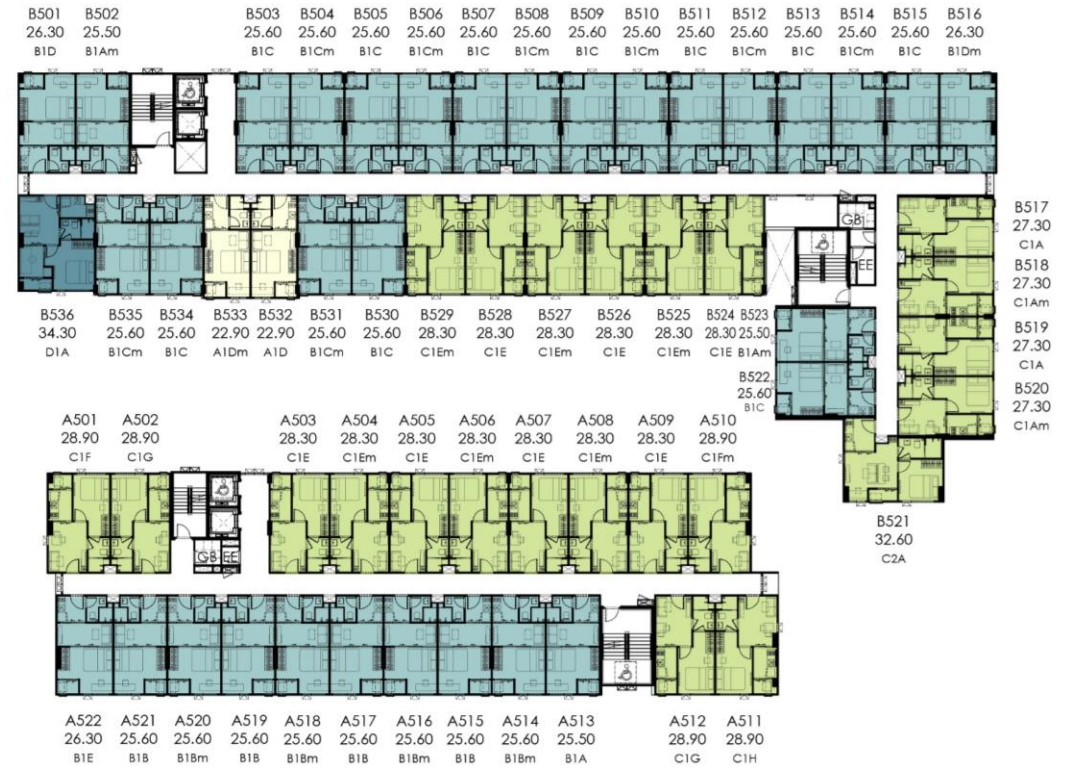 B501 B502 B503 B504 B505 B506 B507 B508 B509 B510 B511 B512 B513 B514 B515 B516
26.30 25.50 25.60 25.60 25.60 25.60 25.60 25.60 25.60 25.60 25.60 25.60 25.60 25.60 25.60 26.30
B1D B1Am B1C B1Cm B1C B1Cm B1C B1Cm B1C B1Cm B1C B1Cm B1C B1Cm B1C B1Dm
GB
EE
B517
27.30
C1A
B518
27.30
C1Am
B519
27.30
C1A
B520
27.30
C1Am
B536 B535 B534 B533 B532 B531 B530 B529 B528 B527 B526 B525 B524 B523
34.30 25.60 25.60 22.90 22.90 25.60 25.60 28.30 28.30 28.30 28.30 28.30 28.30 25.50
D1A B1Cm B1C A1Dm A1D B1Cm B1C C1Em C1E C1Em C1E C1Em C1E B1Am
B522
25.60
B1C
B521
32.60
C2A
A501 A502 A503 A504 A505 A506 A507 A508 A509 A510
28.90 28.90 28.30 28.30 28.30 28.30 28.30 28.30 28.30 28.90
C1F C1G C1E C1Em C1E C1Em C1E C1Em C1E C1Fm
GB EE
A522 A521 A520 A519 A518 A517 A516 A515 A514 A513 A512 A511
26.30 25.60 25.60 25.60 25.60 25.60 25.60 25.60 25.60 25.50 28.90 28.90
B1E B1B B1Bm B1B B1Bm B1B B1Bm B1B B1Bm B1A C1G C1H